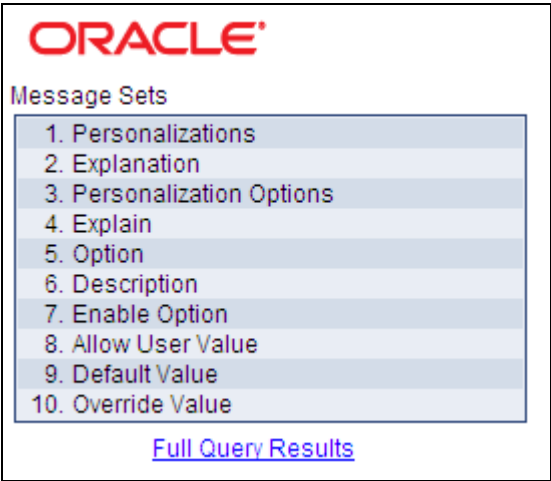 ORACLE
Message Sets
1. Personalizations
2. Explanation
3. Personalization Options
4. Explain
5. Option
6. Description
7. Enable Option
8. Allow User Value
9. Default Value
10. Override Value
Full Query Results